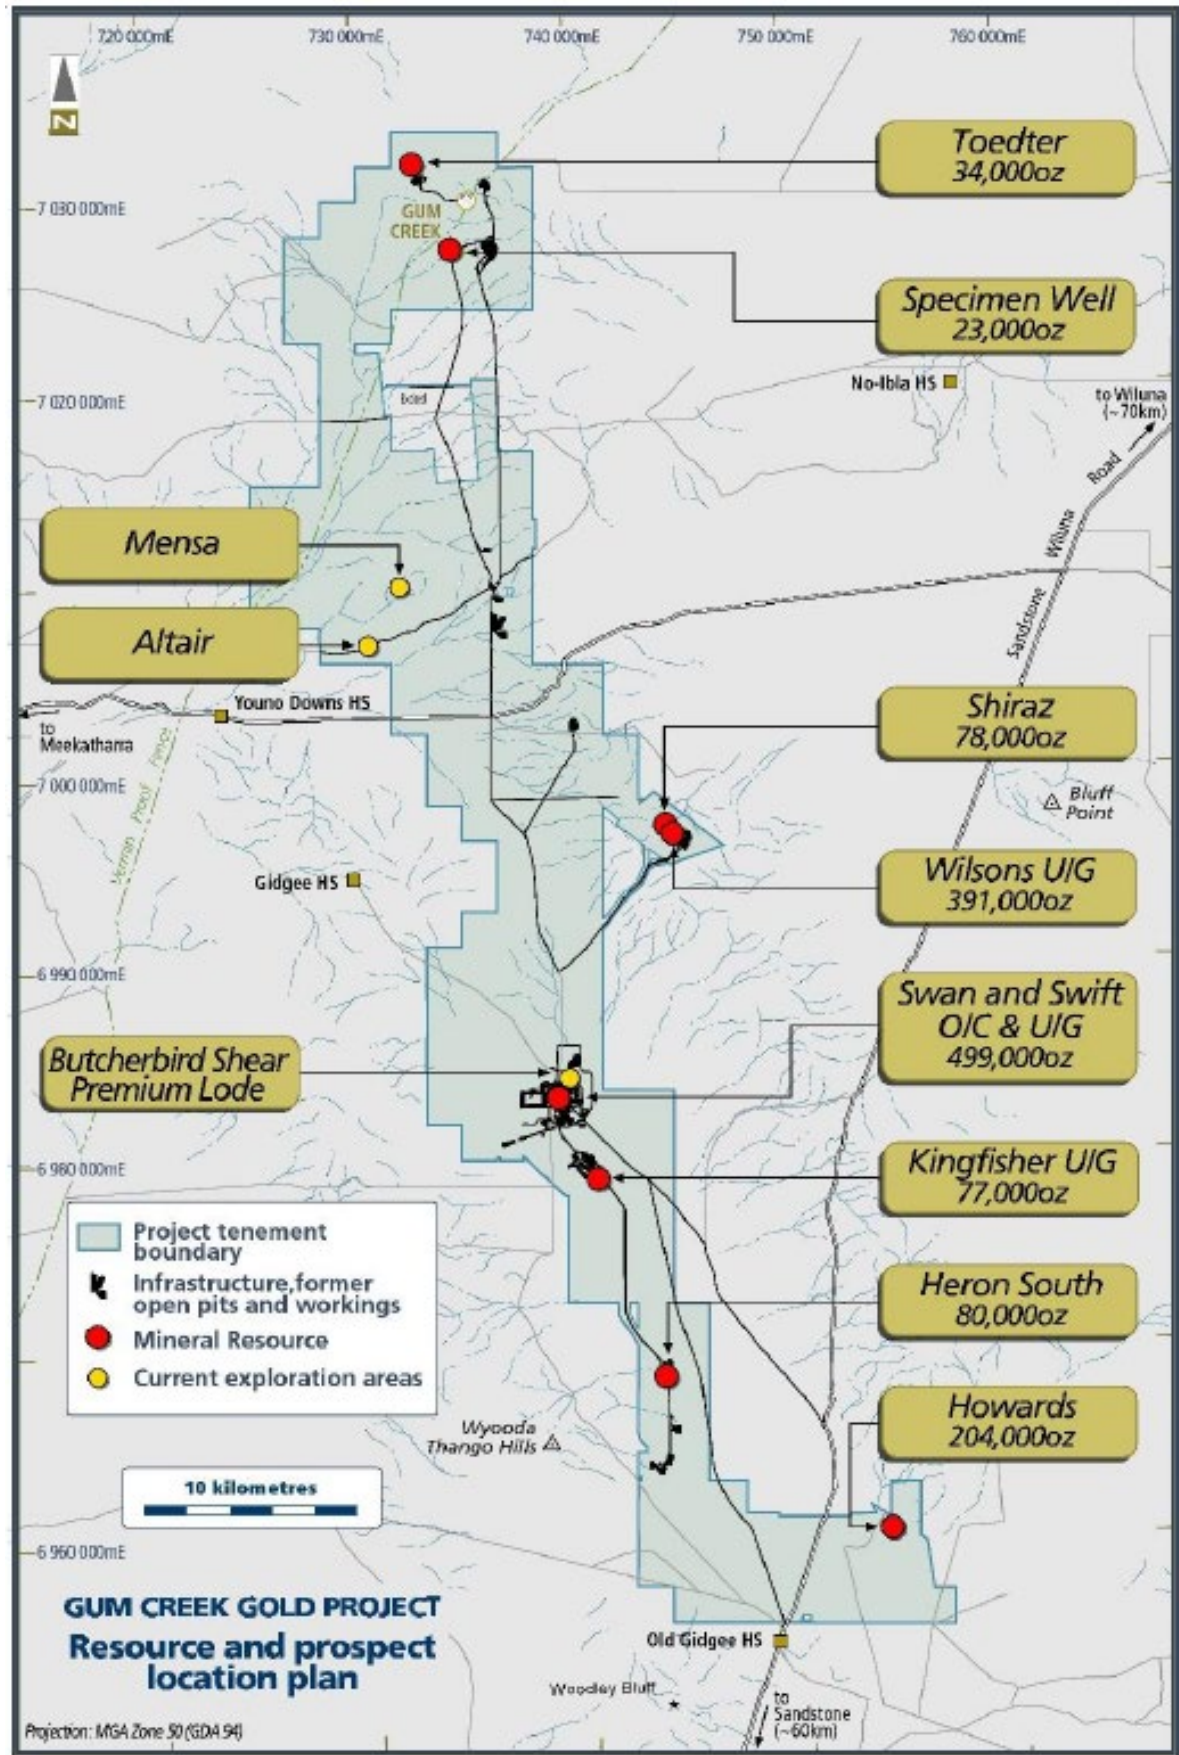 720 000mE
730 000mE
740 000mE
750 000mE
760 000mE
N
Toedter
34,000oz
7 030 000mE
GUM
CREEK
Specimen Well
23,000oz
No-Ibla HS
to Wiluna
(~70km)
7 020 000mE
Road
Wiluna
Sandstone
Mensa
Altair
Youno Downs HS
to
Meekatharra
Shiraz
78,000oz
7 000 000mE
Bluff
Point
Vermin Proof Fence
Gidgee HS
Wilsons U/G
391,000oz
6 990 000mE
Swan and Swift
O/C & U/G
499,000oz
Butcherbird Shear
Premium Lode
6 980 000mE
Kingfisher U/G
77,000oz
Project tenement
boundary
Infrastructure,former
open pits and workings
Mineral Resource
Current exploration areas
Heron South
80,000oz
Howards
204,000oz
Wyooda
Thango Hills
10 kilometres
6 960 000mE
GUM CREEK GOLD PROJECT
Resource and prospect
location plan
Old Gidgee HS
Woodley Bluff
to
Sandstone
(~60km)
Projection: MGA Zone 50 (GDA 94)